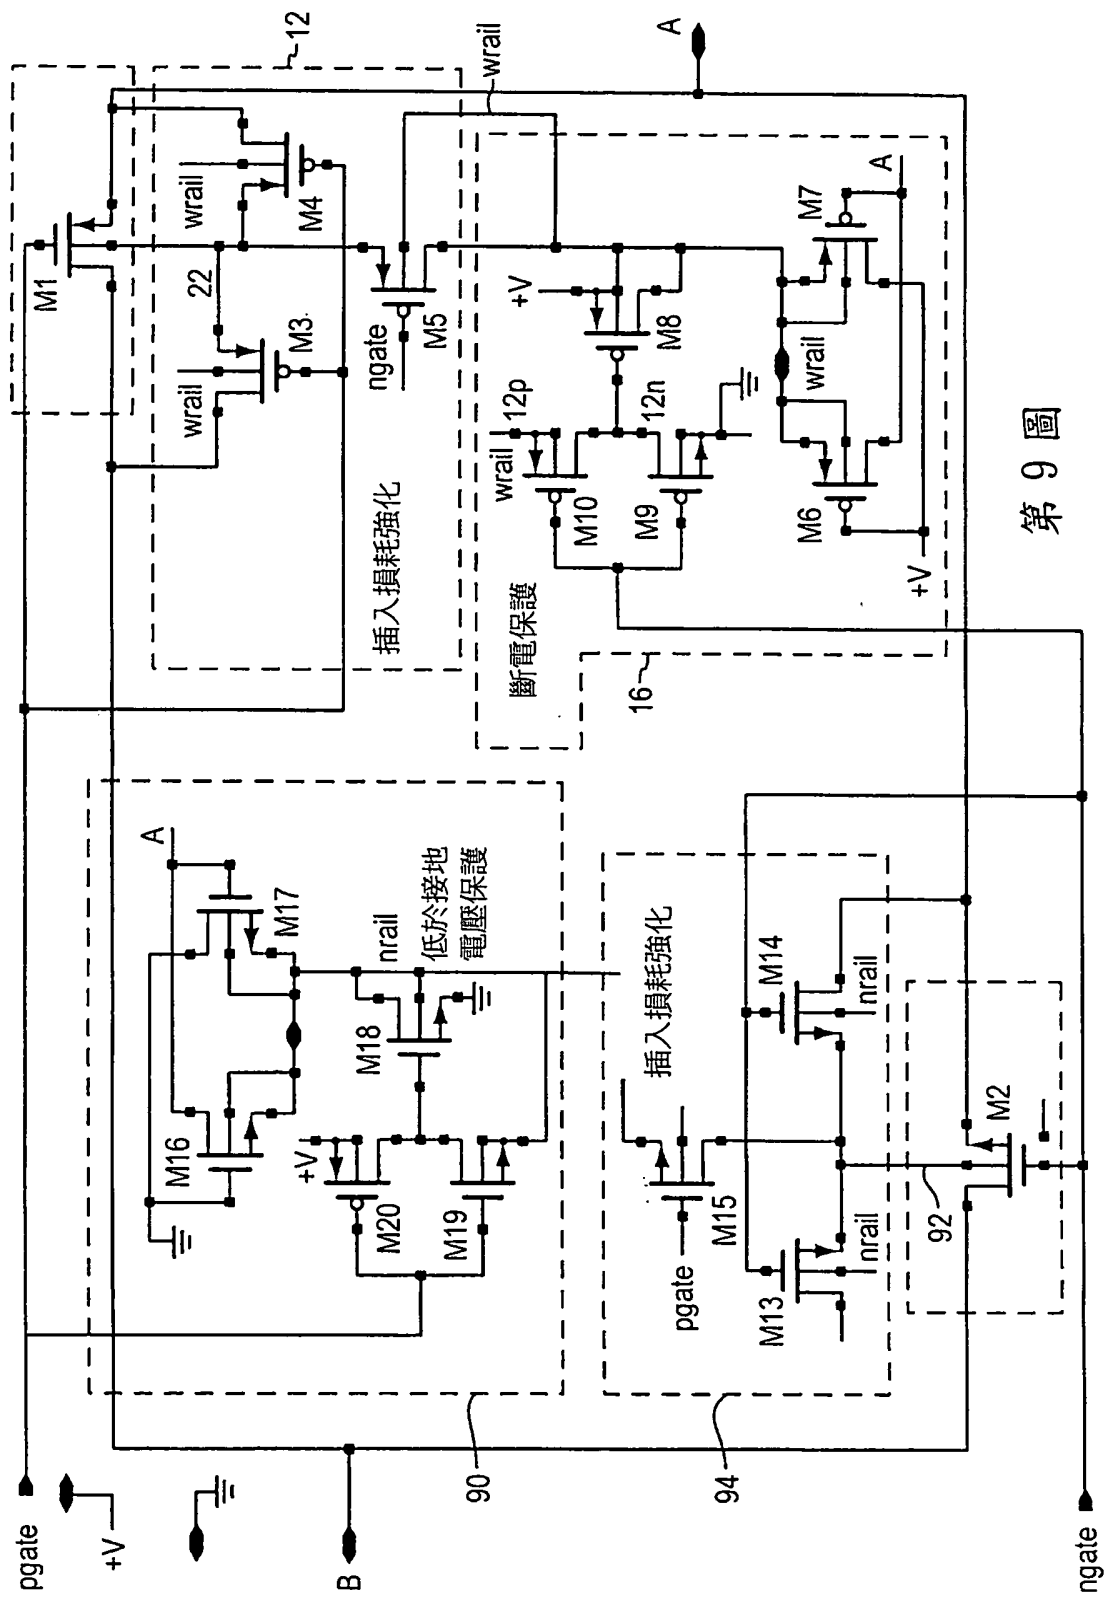 pgate
+V
B
ngate
90
A
M16
M17
+V
M20
M19
M18
nrail
低於接地
電壓保護
94
pgate
M15
插入損耗強化
M13
nrail
M14
nrail
92
M2
M1
12
wrail
M3
22
wrail
M4
ngate
M5
插入損耗強化
wrail
A
斷電保護
16
wrail
12p
M10
M9
12n
+V
M8
M6
wrail
M7
A
+V
第 9 圖